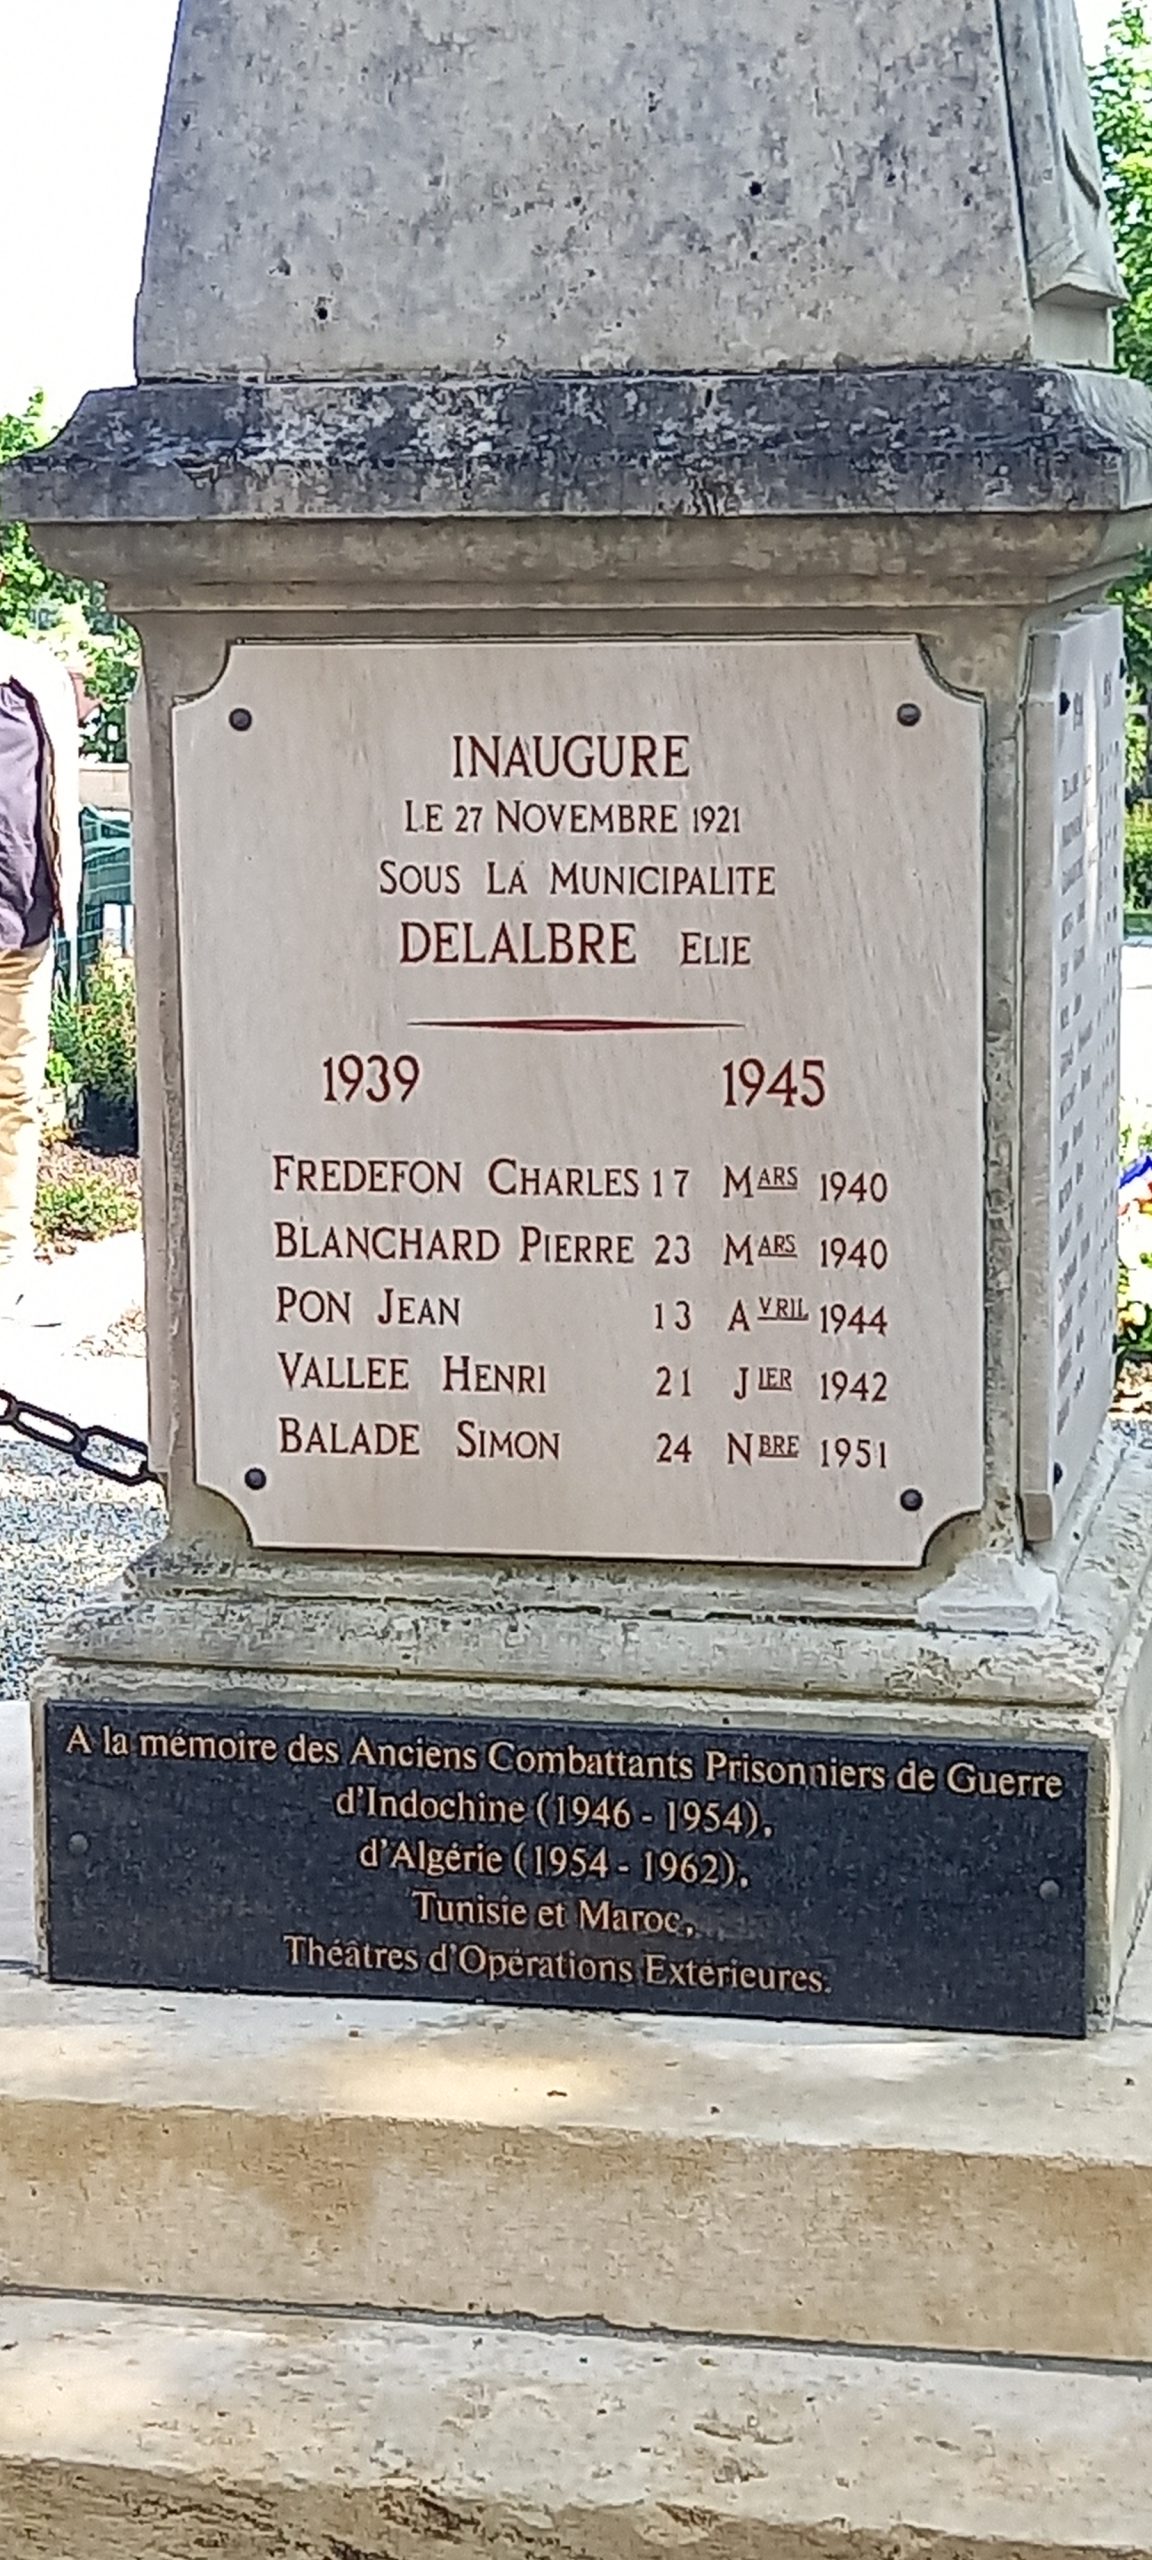 INAUGURE
LE 27 NOVEMBRE 1921
SOUS LA MUNICIPALITE
DELALBRE ELIE
1939 1945
FREDEFON CHARLES 17 MARS 1940
BLANCHARD PIERRE 23 MARS 1940
PON JEAN 13 AVRIL 1944
VALLEE HENRI 21 JIER 1942
BALADE SIMON 24 NBRE 1951
A la mémoire des Anciens Combattants Prisonniers de Guerre
d'Indochine (1946 - 1954),
d'Algérie (1954 - 1962),
Tunisie et Maroc,
Théâtres d'Opérations Extérieures.